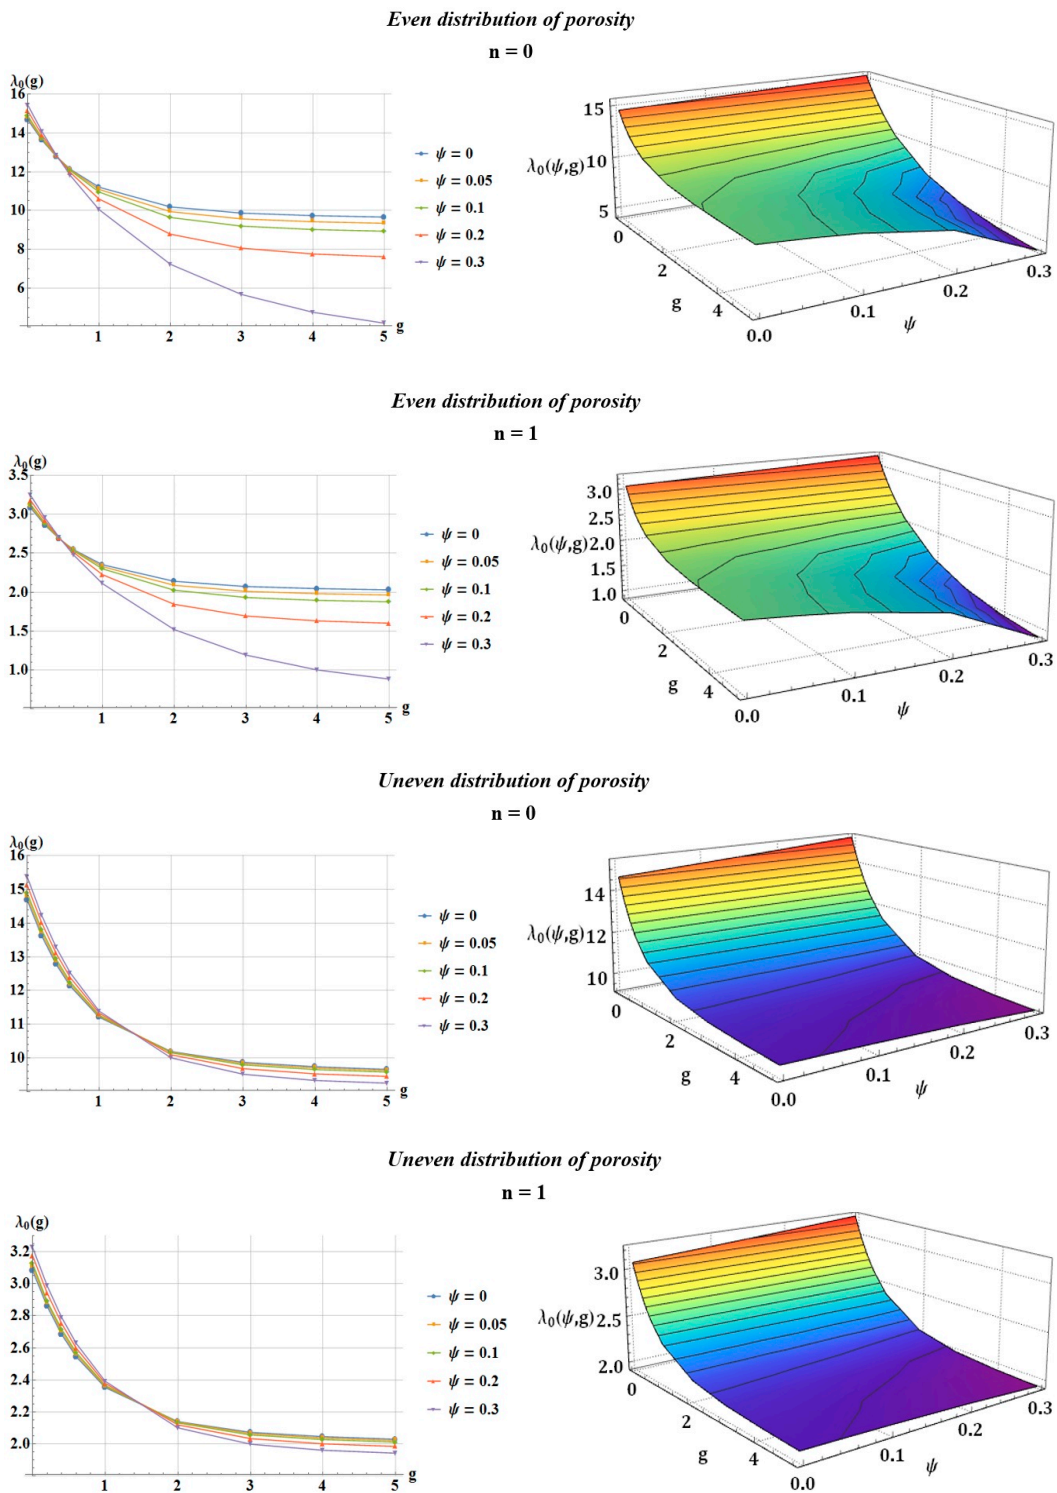 Even distribution of porosity
n = 0
λ₀(g)
16
14
12
10
8
6
1 2 3 4 5 g
ψ = 0
ψ = 0.05
ψ = 0.1
ψ = 0.2
ψ = 0.3
15
λ₀(ψ,g) 10
5
0
2
g 4
0.0 0.1 0.2 0.3
ψ
Even distribution of porosity
n = 1
λ₀(g)
3.5
3.0
2.5
2.0
1.5
1.0
1 2 3 4 5 g
ψ = 0
ψ = 0.05
ψ = 0.1
ψ = 0.2
ψ = 0.3
3.0
2.5
λ₀(ψ,g) 2.0
1.5
1.0
0
2
g 4
0.0 0.1 0.2 0.3
ψ
Uneven distribution of porosity
n = 0
λ₀(g)
16
15
14
13
12
11
10
1 2 3 4 5 g
ψ = 0
ψ = 0.05
ψ = 0.1
ψ = 0.2
ψ = 0.3
14
λ₀(ψ,g) 12
10
0
2
g 4
0.0 0.1 0.2 0.3
ψ
Uneven distribution of porosity
n = 1
λ₀(g)
3.2
3.0
2.8
2.6
2.4
2.2
2.0
1 2 3 4 5 g
ψ = 0
ψ = 0.05
ψ = 0.1
ψ = 0.2
ψ = 0.3
3.0
λ₀(ψ,g) 2.5
2.0
0
2
g 4
0.0 0.1 0.2 0.3
ψ